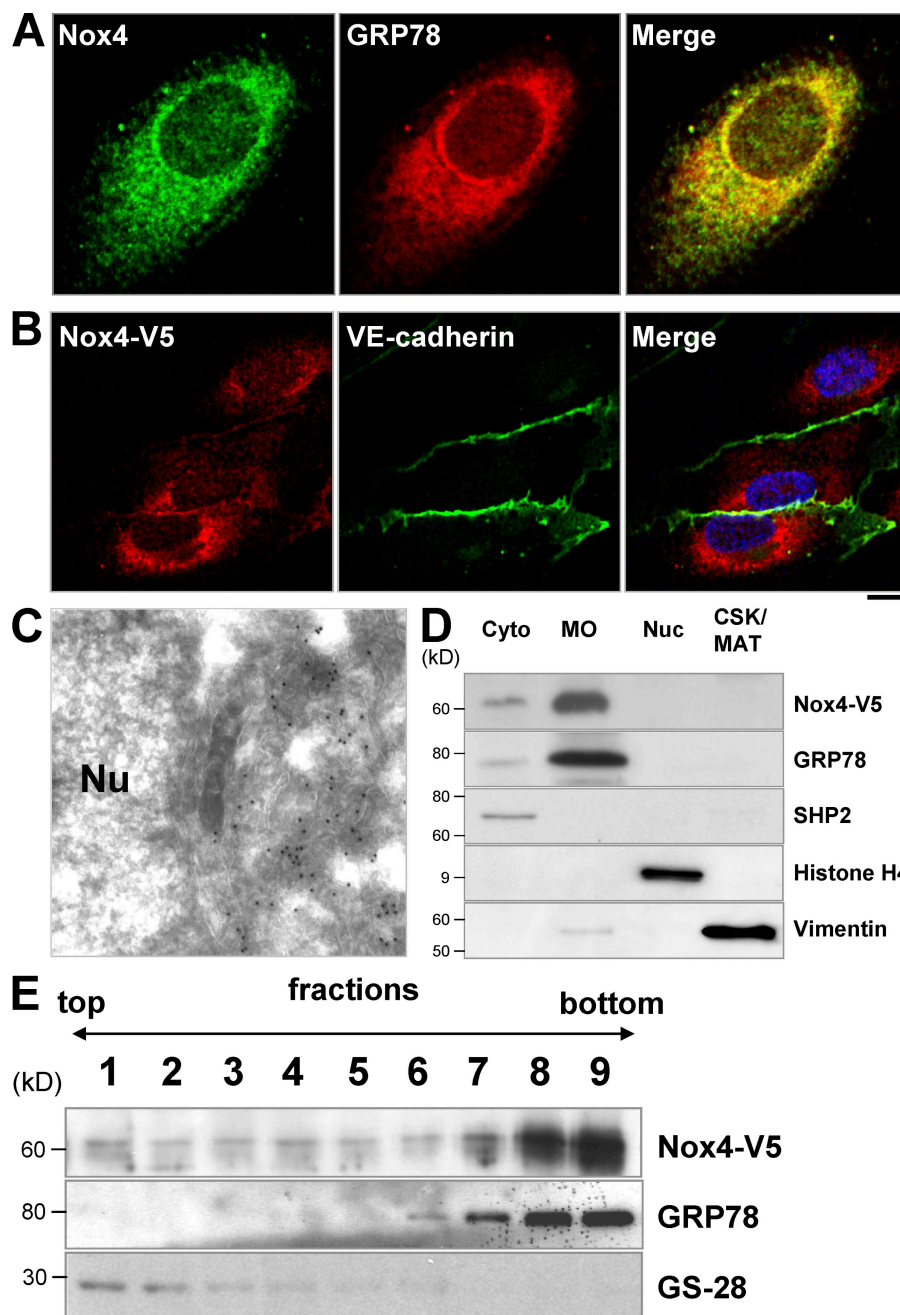 A
Nox4
GRP78
Merge
B
Nox4-V5
VE-cadherin
Merge
C
Nu
D
(kD)
Cyto
MO
Nuc
CSK/
MAT
60
Nox4-V5
80
GRP78
80
60
SHP2
9
Histone H4
60
50
Vimentin
E
top
fractions
bottom
(kD)
1 2 3 4 5 6 7 8 9
60
Nox4-V5
80
GRP78
30
GS-28